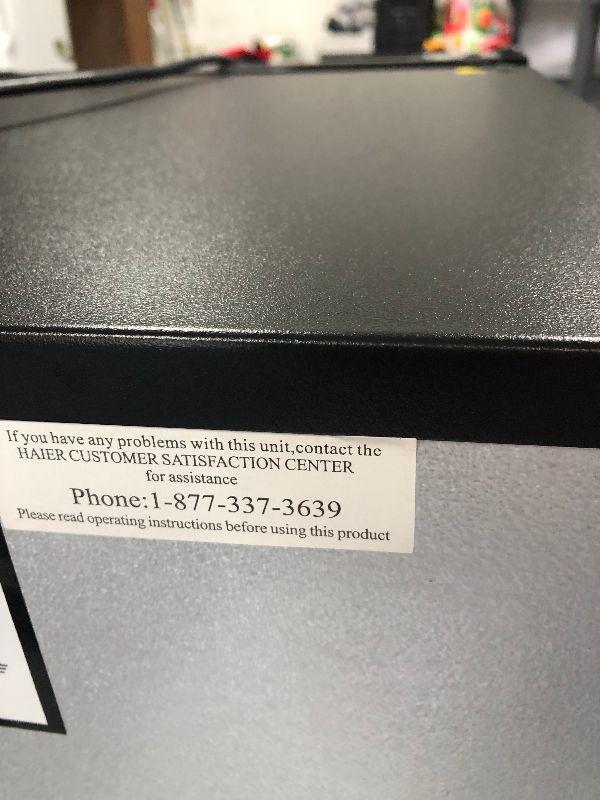 If you have any problems with this unit,contact the
HAIER CUSTOMER SATISFACTION CENTER
for assistance
Phone:1-877-337-3639
Please read operating instructions before using this product